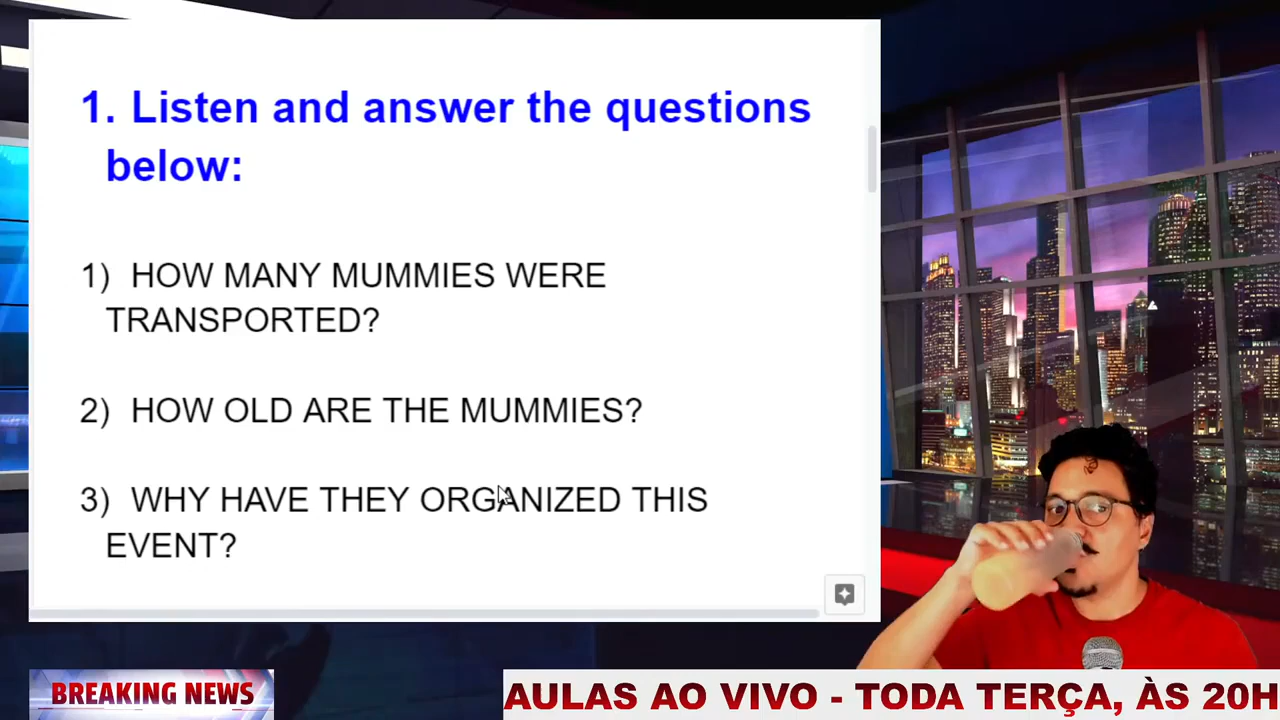 1. Listen and answer the questions
below:
1) HOW MANY MUMMIES WERE
TRANSPORTED?
2) HOW OLD ARE THE MUMMIES?
3) WHY HAVE THEY ORGANIZED THIS
EVENT?
BREAKING NEWS
AULAS AO VIVO - TODA TERÇA, ÀS 20H